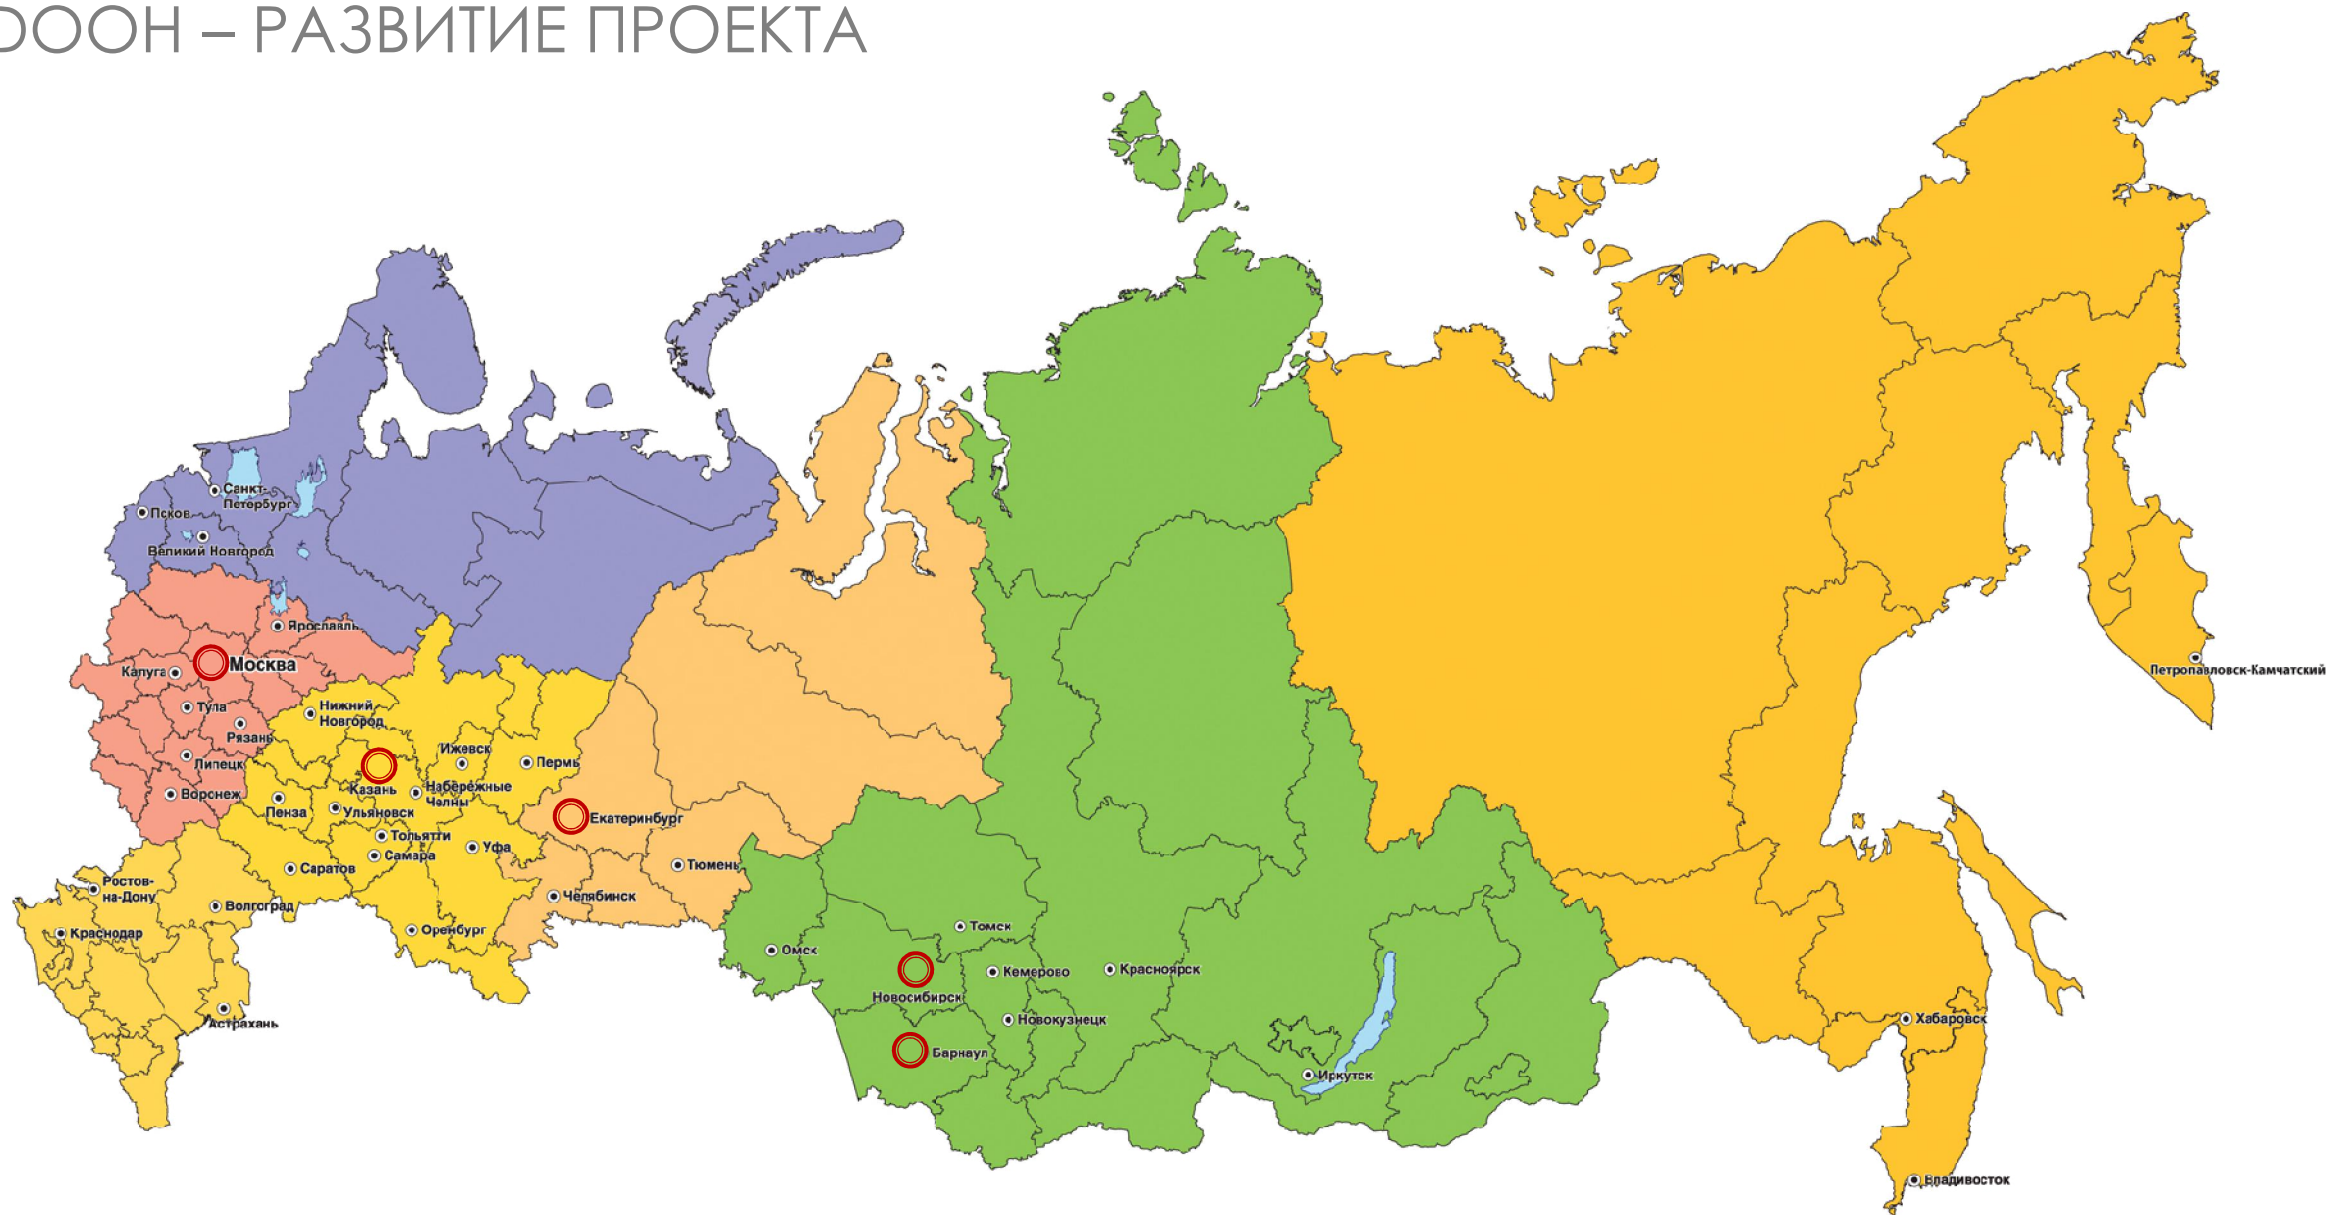 DOOH – РАЗВИТИЕ ПРОЕКТА
Санкт-
Петербург
Псков
Великий Новгород
Ярославль
Москва
Калуга
Тула
Рязань
Липецк
Воронеж
Нижний
Новгород
Ижевск
Пермь
Казань
Набережные
Челны
Пенза
Ульяновск
Тольятти
Самара
Уфа
Саратов
Оренбург
Екатеринбург
Тюмень
Челябинск
Ростов-
на-Дону
Волгоград
Краснодар
Астрахань
Омск
Томск
Новосибирск
Кемерово
Красноярск
Новокузнецк
Барнаул
Иркутск
Петропавловск-Камчатский
Хабаровск
Владивосток